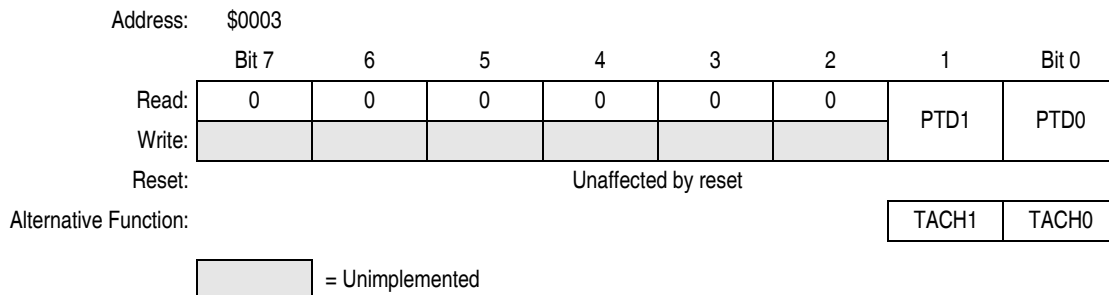 Address: $0003
Bit 7 6 5 4 3 2 1 Bit 0
Read: 0 0 0 0 0 0 PTD1 PTD0
Write:
Reset: Unaffected by reset
Alternative Function: TACH1 TACH0
= Unimplemented